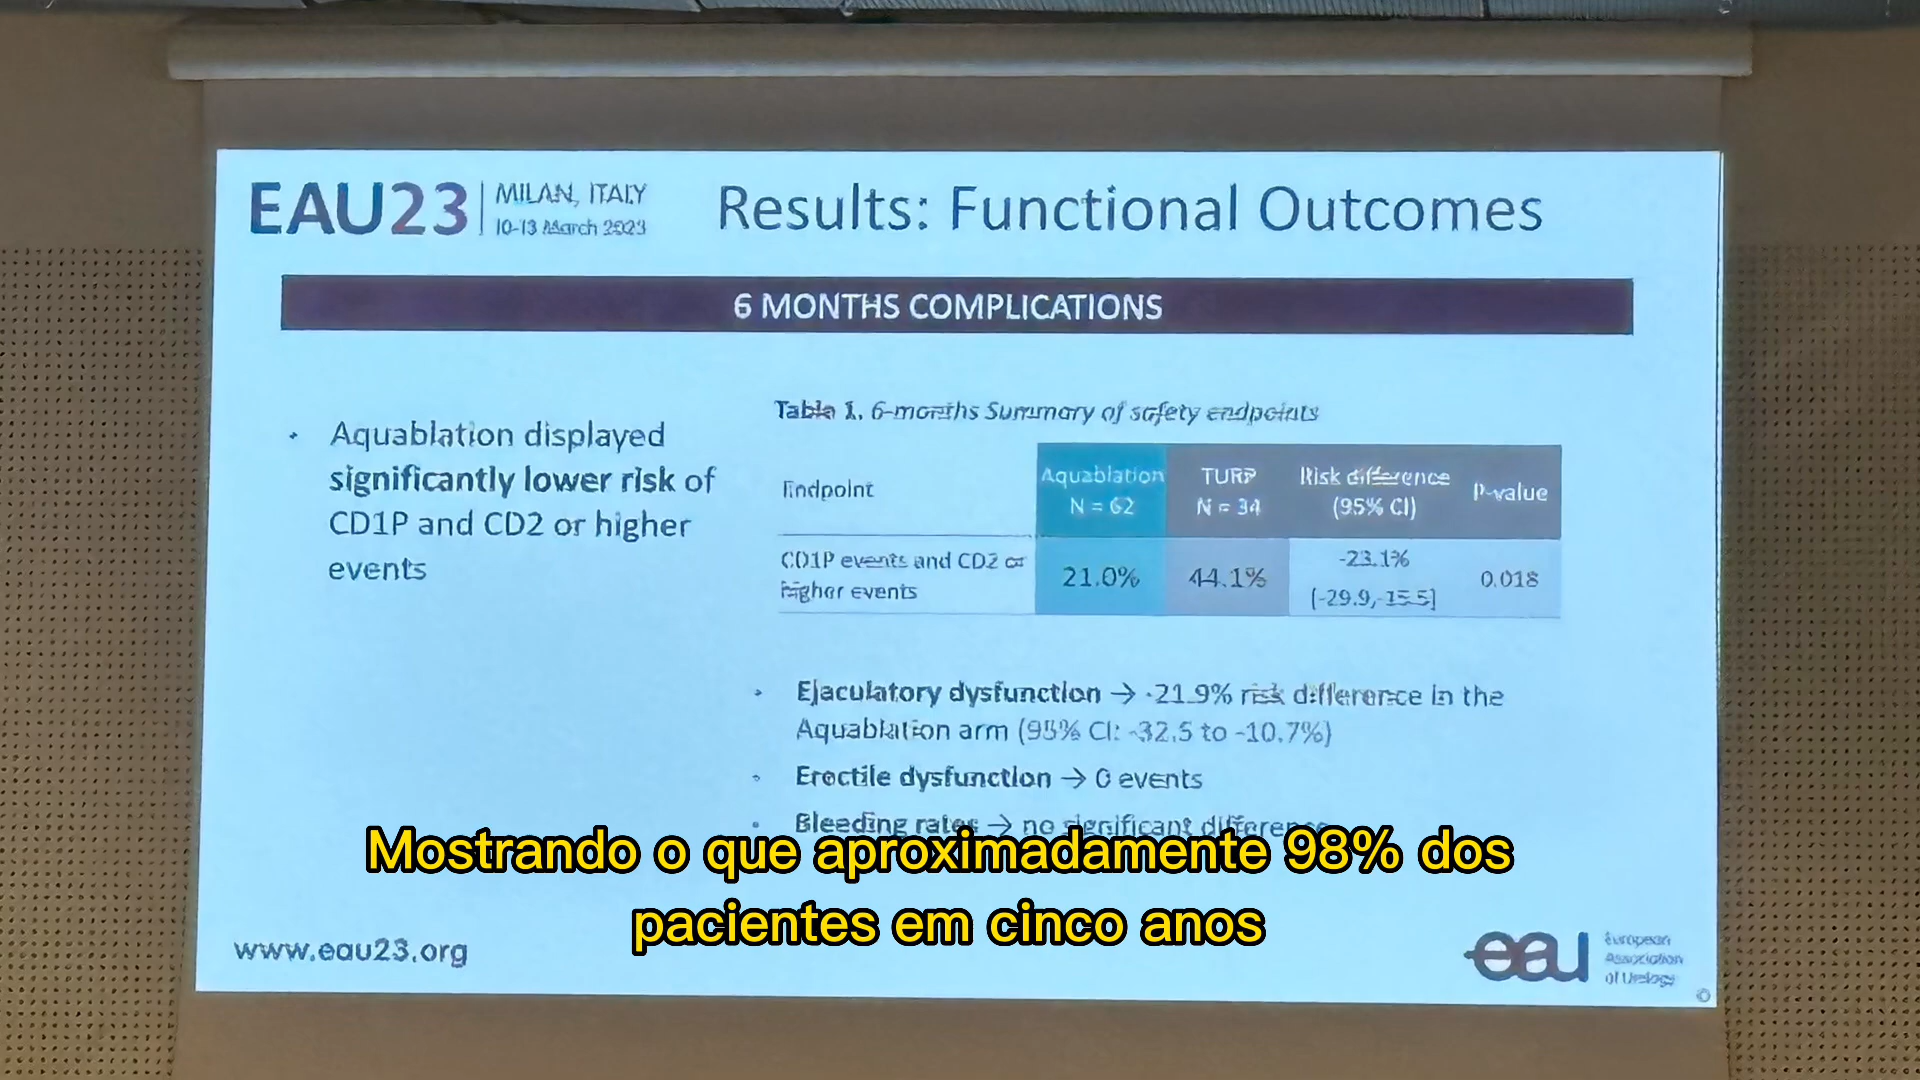 EAU23
MILAN, ITALY
10-13 March 2023
Results: Functional Outcomes
6 MONTHS COMPLICATIONS
• Aquablation displayed
significantly lower risk of
CD1P and CD2 or higher
events
Table 1. 6-months Summary of safety endpoints
Endpoint
Aquablation
N = 62
TURP
N = 34
Risk difference
(95% CI)
P-value
CD1P events and CD2 or
higher events
21.0%
44.1%
-23.1%
[-29.9,-15.5]
0.018
• Ejaculatory dysfunction → -21.9% risk difference in the
Aquablation arm (95% CI: -32.5 to -10.7%)
• Erectile dysfunction → 0 events
• Bleeding rates → no significant difference
Mostrando o que aproximadamente 98% dos
pacientes em cinco anos
www.eau23.org
eau
European
Association
of Urology